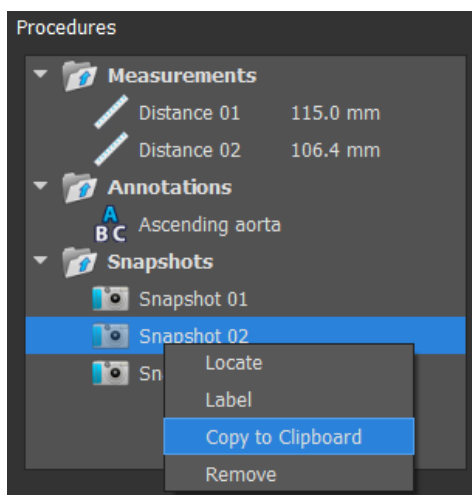 Procedures
Measurements
Distance 01 115.0 mm
Distance 02 106.4 mm
Annotations
A
B C Ascending aorta
Snapshots
Snapshot 01
Snapshot 02
Locate
Label
Copy to Clipboard
Remove